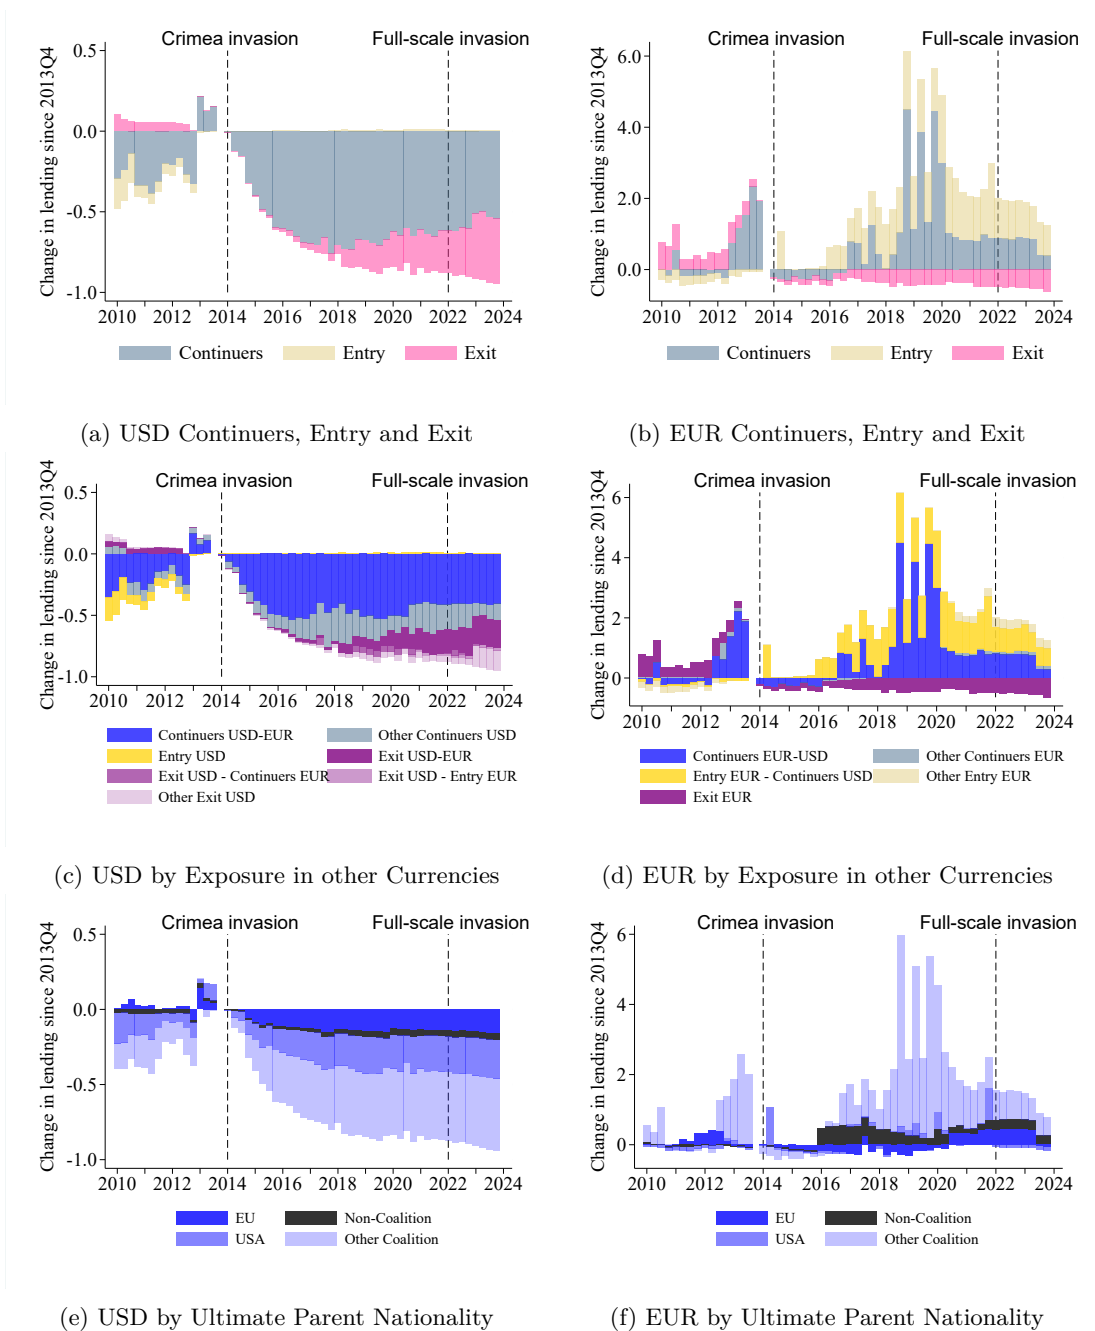 Crimea invasion Full-scale invasion
Change in lending since 2013Q4
0.5
0.0
-0.5
-1.0
2010 2012 2014 2016 2018 2020 2022 2024
Continuers Entry Exit
(a) USD Continuers, Entry and Exit
Crimea invasion Full-scale invasion
Change in lending since 2013Q4
6.0
4.0
2.0
0.0
2010 2012 2014 2016 2018 2020 2022 2024
Continuers Entry Exit
(b) EUR Continuers, Entry and Exit
Crimea invasion Full-scale invasion
Change in lending since 2013Q4
0.5
0.0
-0.5
-1.0
2010 2012 2014 2016 2018 2020 2022 2024
Continuers USD-EUR Other Continuers USD
Entry USD Exit USD-EUR
Exit USD - Continuers EUR Exit USD - Entry EUR
Other Exit USD
(c) USD by Exposure in other Currencies
Crimea invasion Full-scale invasion
Change in lending since 2013Q4
6
4
2
0
2010 2012 2014 2016 2018 2020 2022 2024
Continuers EUR-USD Other Continuers EUR
Entry EUR - Continuers USD Other Entry EUR
Exit EUR
(d) EUR by Exposure in other Currencies
Crimea invasion Full-scale invasion
Change in lending since 2013Q4
0.5
0.0
-0.5
-1.0
2010 2012 2014 2016 2018 2020 2022 2024
EU Non-Coalition
USA Other Coalition
(e) USD by Ultimate Parent Nationality
Crimea invasion Full-scale invasion
Change in lending since 2013Q4
6
4
2
0
2010 2012 2014 2016 2018 2020 2022 2024
EU Non-Coalition
USA Other Coalition
(f) EUR by Ultimate Parent Nationality